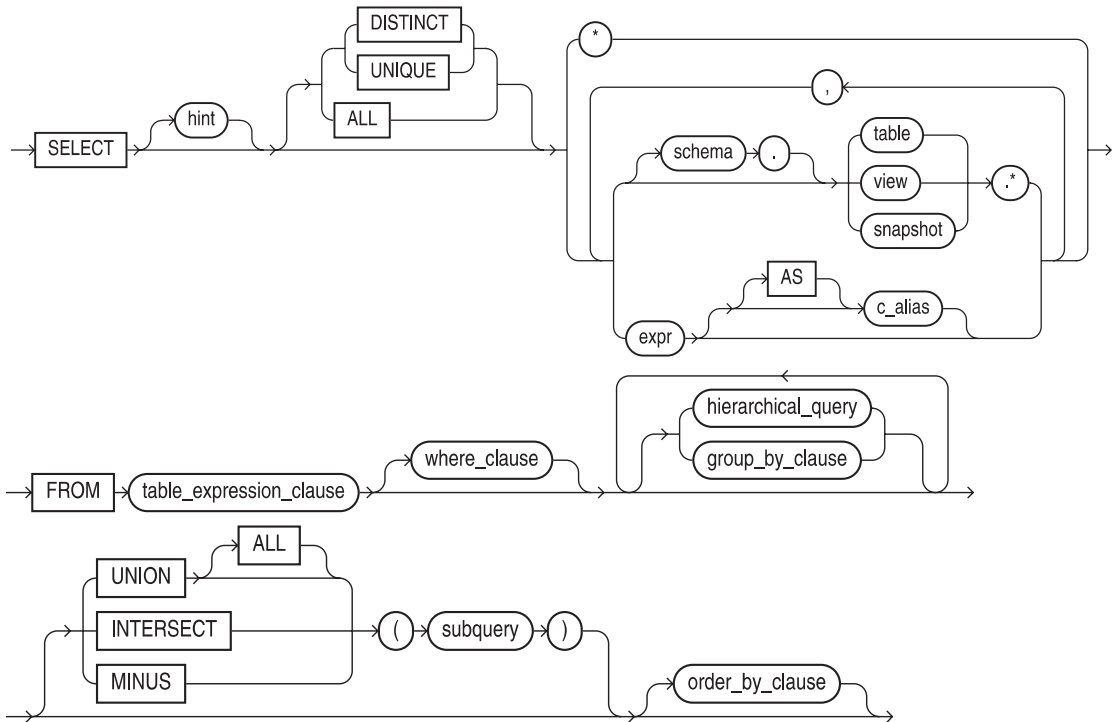 DISTINCT
*
UNIQUE
,
hint
ALL
SELECT
schema . table
view .*
snapshot
AS
c_alias
expr
hierarchical_query
where_clause
group_by_clause
FROM table_expression_clause
ALL
UNION
INTERSECT ( subquery )
MINUS
order_by_clause